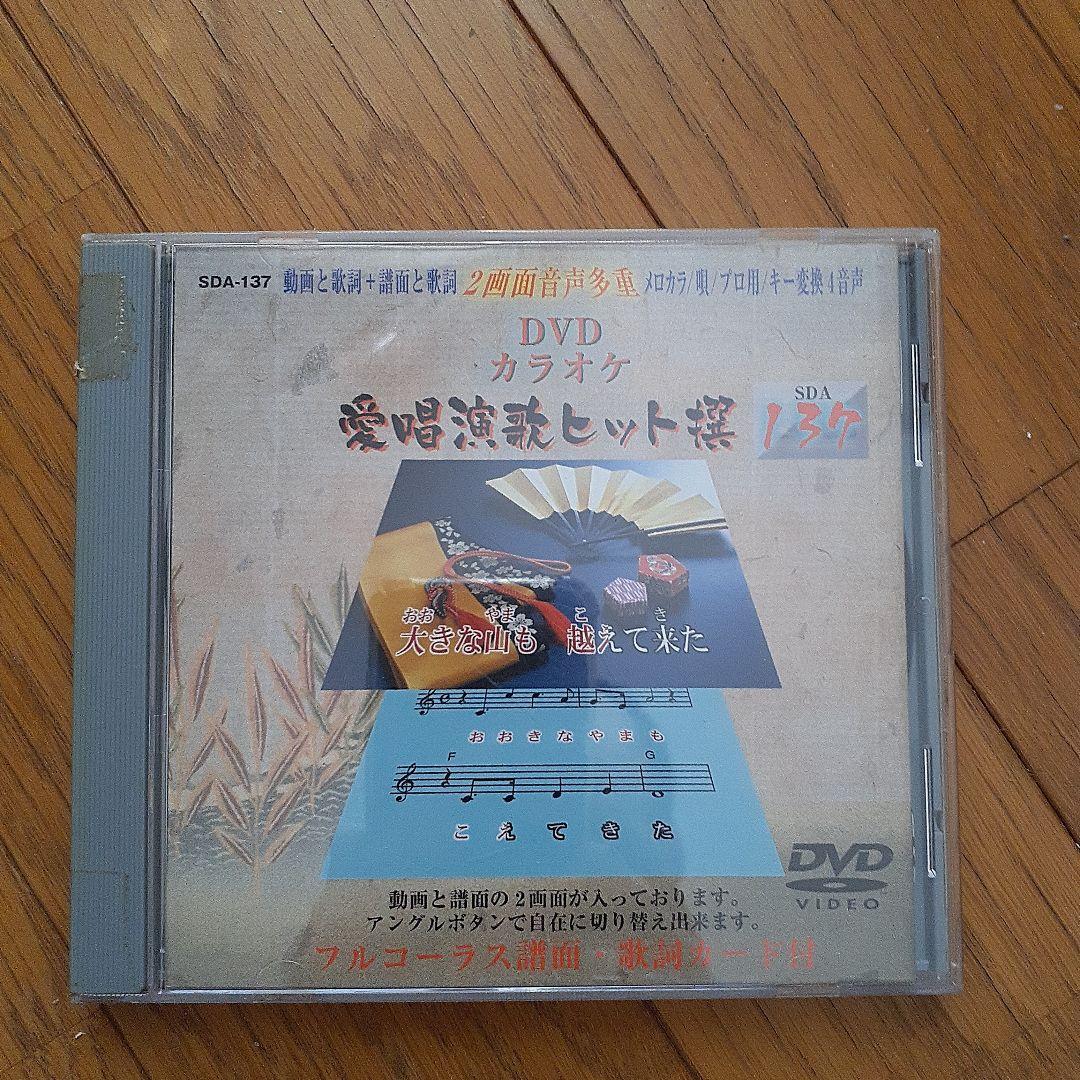 SDA-137 動画と歌詞+譜面と歌詞 2画面音声多重 メロカラ/唄/プロ用/キー変換4音声
DVD
カラオケ
愛唱演歌ヒット撰
SDA
137
おお やま こ き
大きな山も 越えて来た
おおきなやまも
F G
こえてきた
DVD
VIDEO
動画と譜面の2画面が入っております。
アングルボタンで自在に切り替え出来ます。
フルコーラス譜面・歌詞カード付